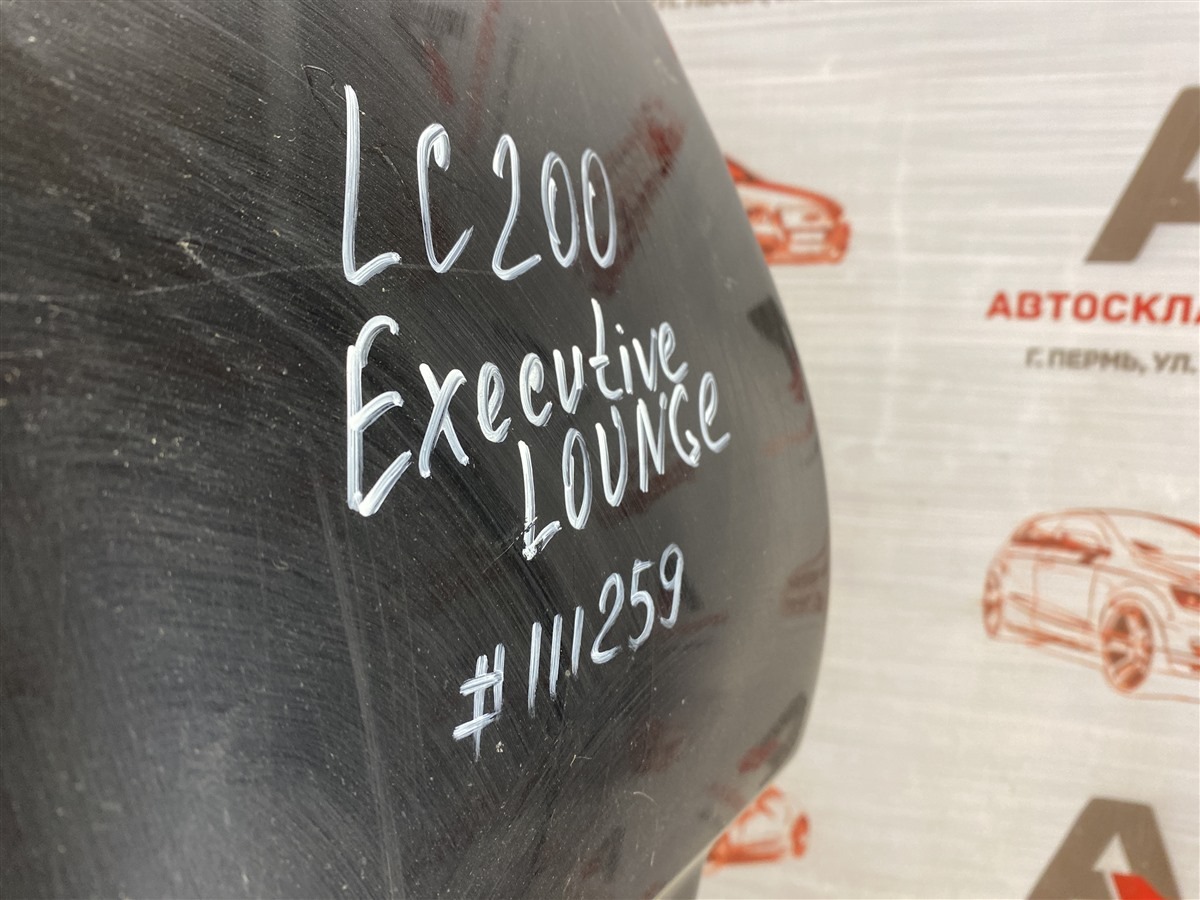 LC200
Executive
LOUNGe
#111259
АВТОСКЛА
Г. ПЕРМЬ, УЛ.